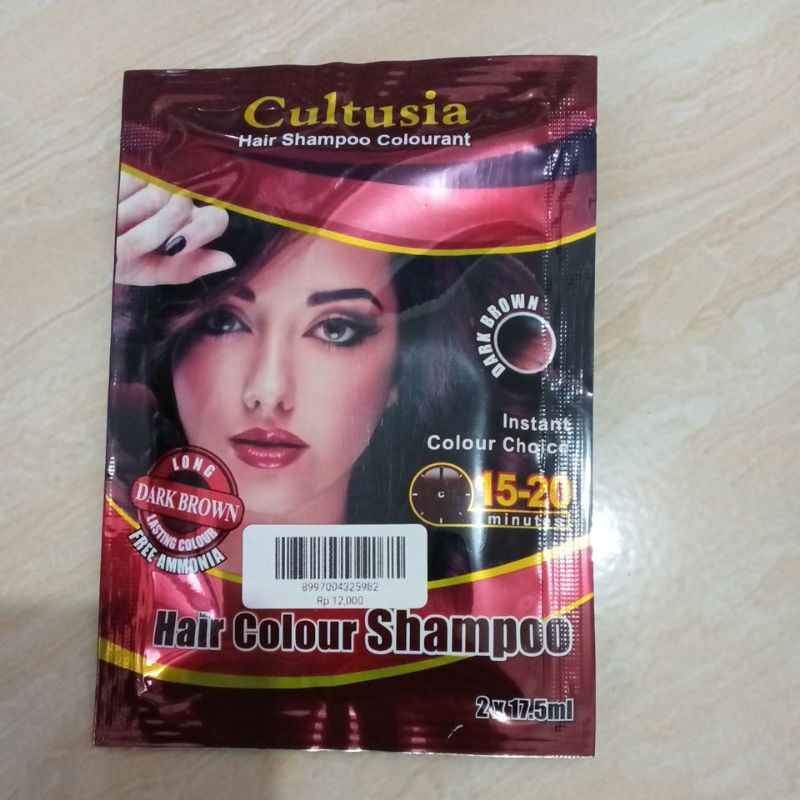 Cultusia
Hair Shampoo Colourant
DARK BROWN
Instant
Colour Choice
15-20
minutes
LONG
DARK BROWN
LASTING COLOUR
FREE AMMONIA
8997004325982
Rp 12,000
Hair Colour Shampoo
2 x 17.5ml